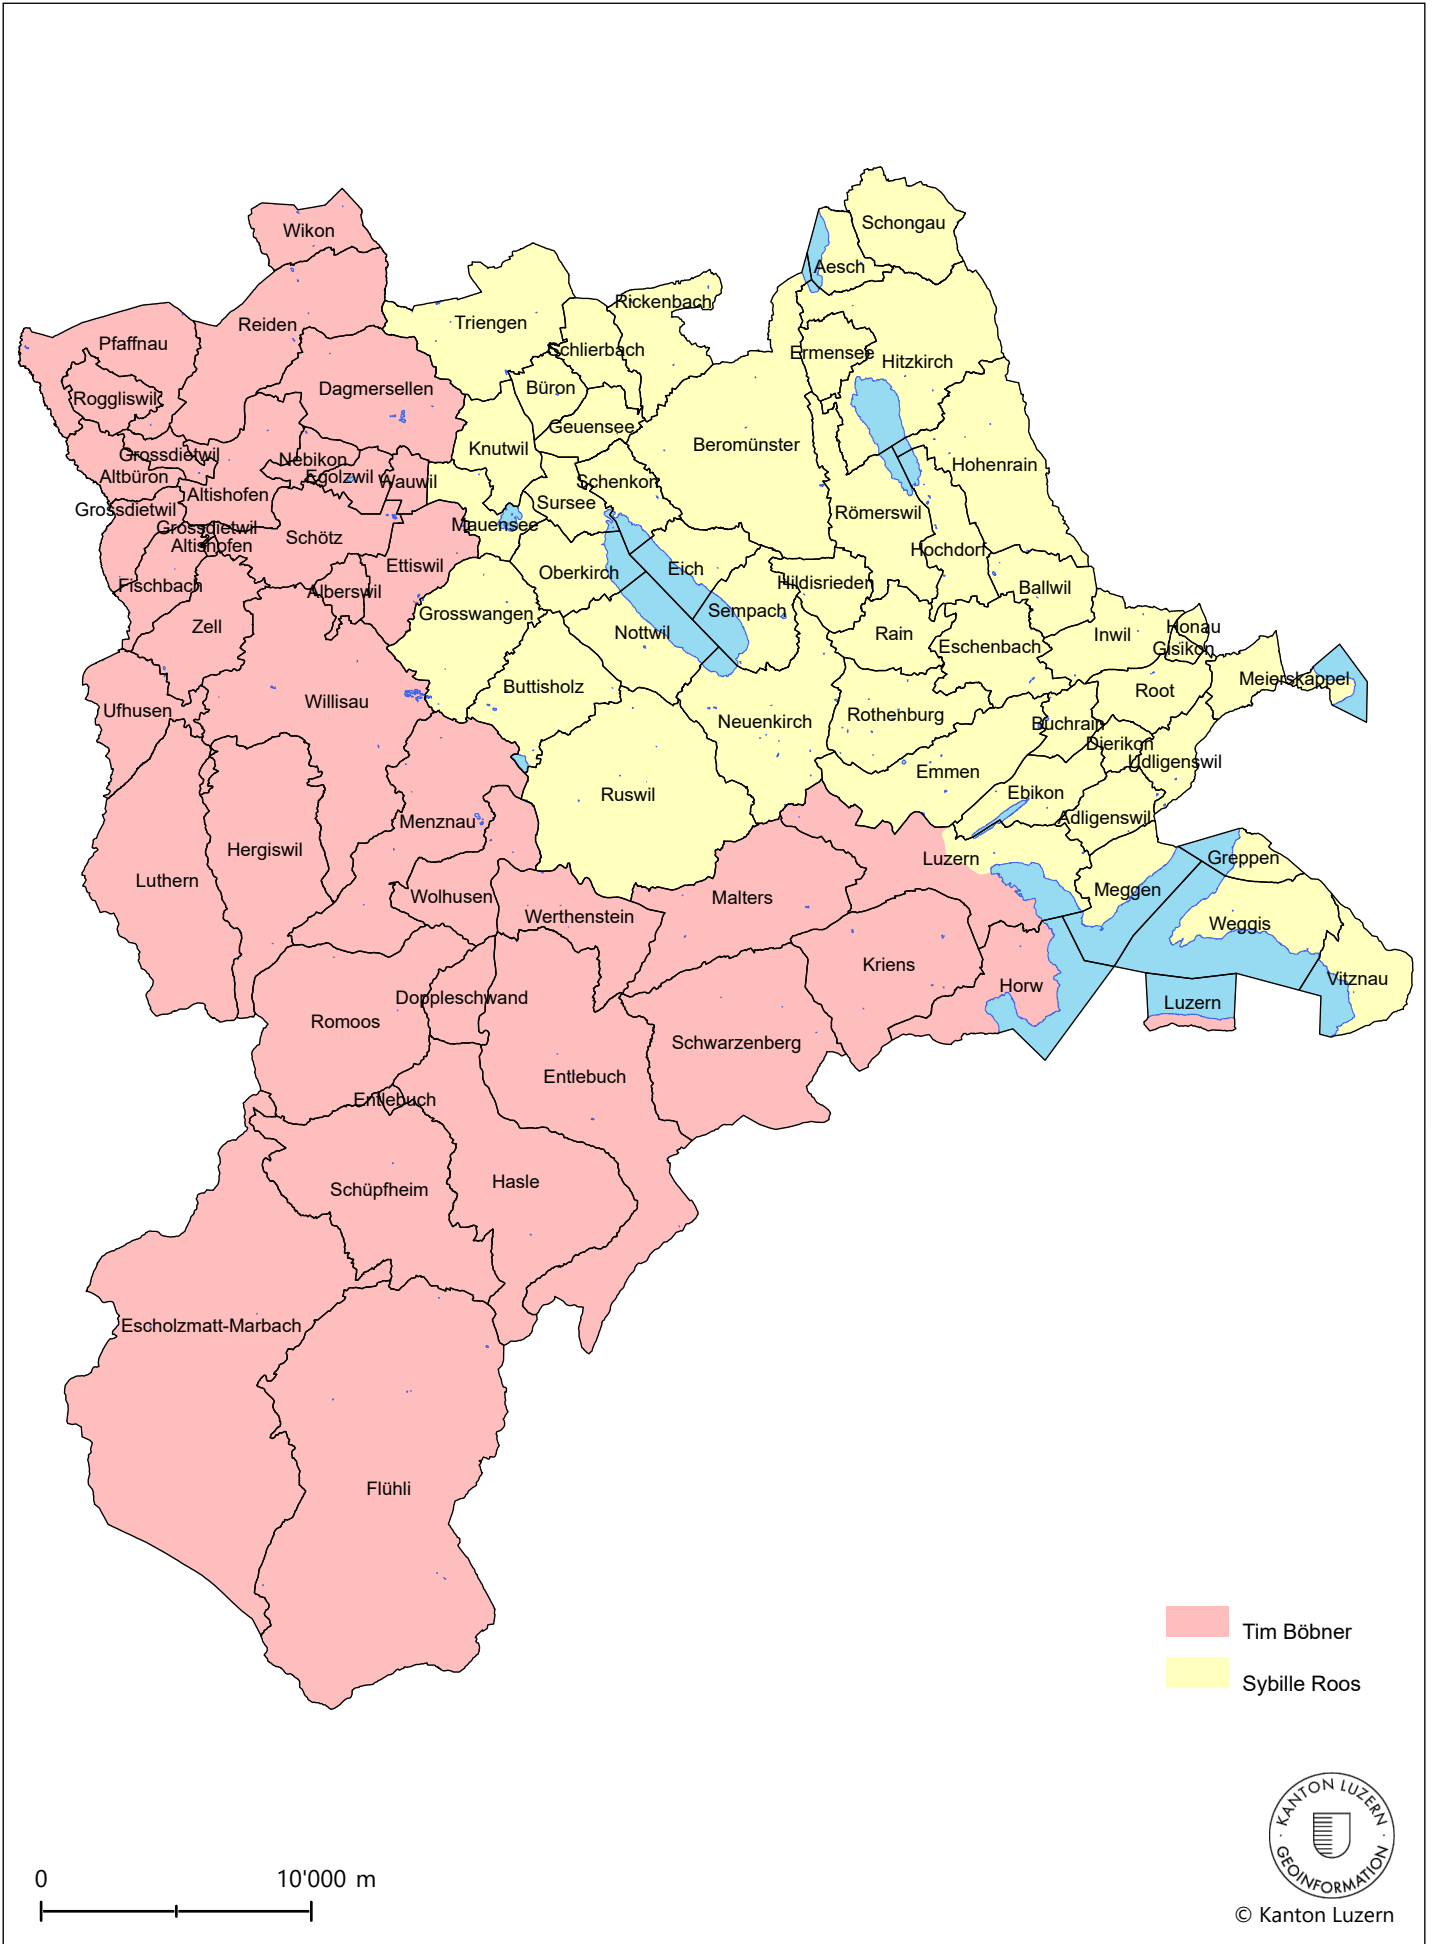 Schongau
Wikon
Aesch
Rickenbach
Triengen
Reiden
Pfaffnau
Schlierbach
Ermensee
Hitzkirch
Dagmersellen
Büron
Roggliswil
Geuensee
Beromünster
Knutwil
Grossdietwil
Nebikon
Hohenrain
Altbüron
Egolzwil
Wauwil
Schenkon
Altishofen
Sursee
Grossdietwil
Römerswil
Mauensee
Grossdietwil
Schötz
Altishofen
Hochdorf
Ettiswil
Eich
Oberkirch
Hildisrieden
Fischbach
Alberswil
Ballwil
Sempach
Grosswangen
Zell
Nottwil
Rain
Inwil
Honau
Eschenbach
Gisikon
Meierskappel
Buttisholz
Root
Willisau
Ufhusen
Neuenkirch
Rothenburg
Buchrain
Dierikon
Udligenswil
Emmen
Ruswil
Ebikon
Adligenswil
Menznau
Hergiswil
Luzern
Greppen
Luthern
Meggen
Wolhusen
Malters
Werthenstein
Weggis
Kriens
Vitznau
Horw
Doppleschwand
Luzern
Romoos
Schwarzenberg
Entlebuch
Entlebuch
Hasle
Schüpfheim
Escholzmatt-Marbach
Flühli
Tim Böbner
Sybille Roos
KANTON LUZERN
GEOINFORMATION
0 10'000 m
© Kanton Luzern